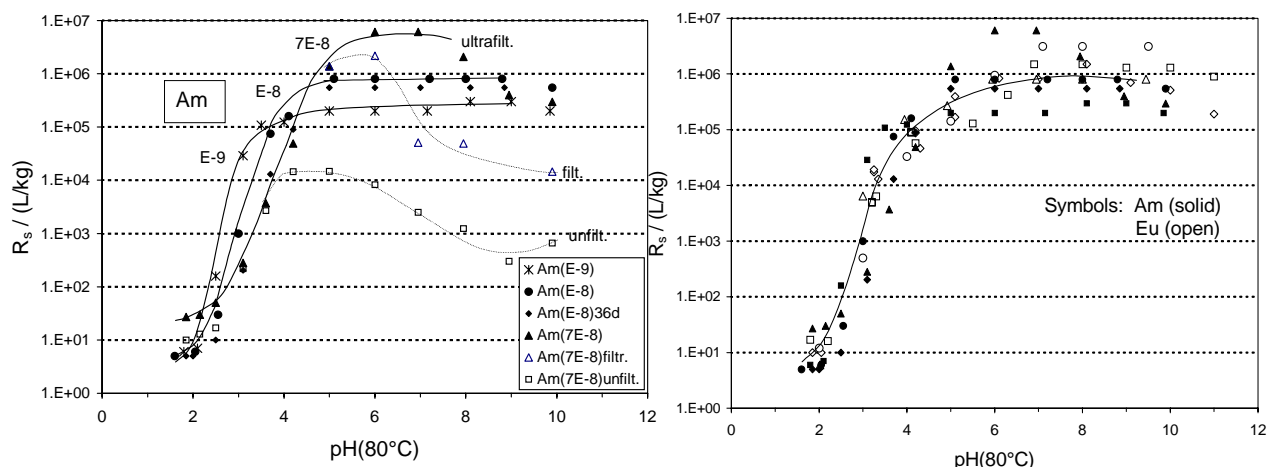 1.E+07
1.E+06
1.E+05
1.E+04
1.E+03
1.E+02
1.E+01
1.E+00
Rs / (L/kg)
0 2 4 6 8 10 12
pH(80°C)
Am
E-9
E-8
7E-8
ultrafilt.
filt.
unfilt.
Am(E-9)
Am(E-8)
Am(E-8)36d
Am(7E-8)
Am(7E-8)filtr.
Am(7E-8)unfilt.
1.E+07
1.E+06
1.E+05
1.E+04
1.E+03
1.E+02
1.E+01
1.E+00
Rs / (L/kg)
0 2 4 6 8 10 12
pH(80°C)
Symbols: Am (solid)
Eu (open)